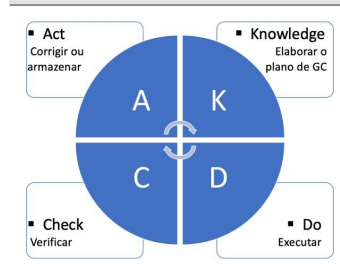 ▪ Act
Corrigir ou
armazenar
▪ Knowledge
Elaborar o
plano de GC
A
K
C
D
▪ Check
Verificar
▪ Do
Executar